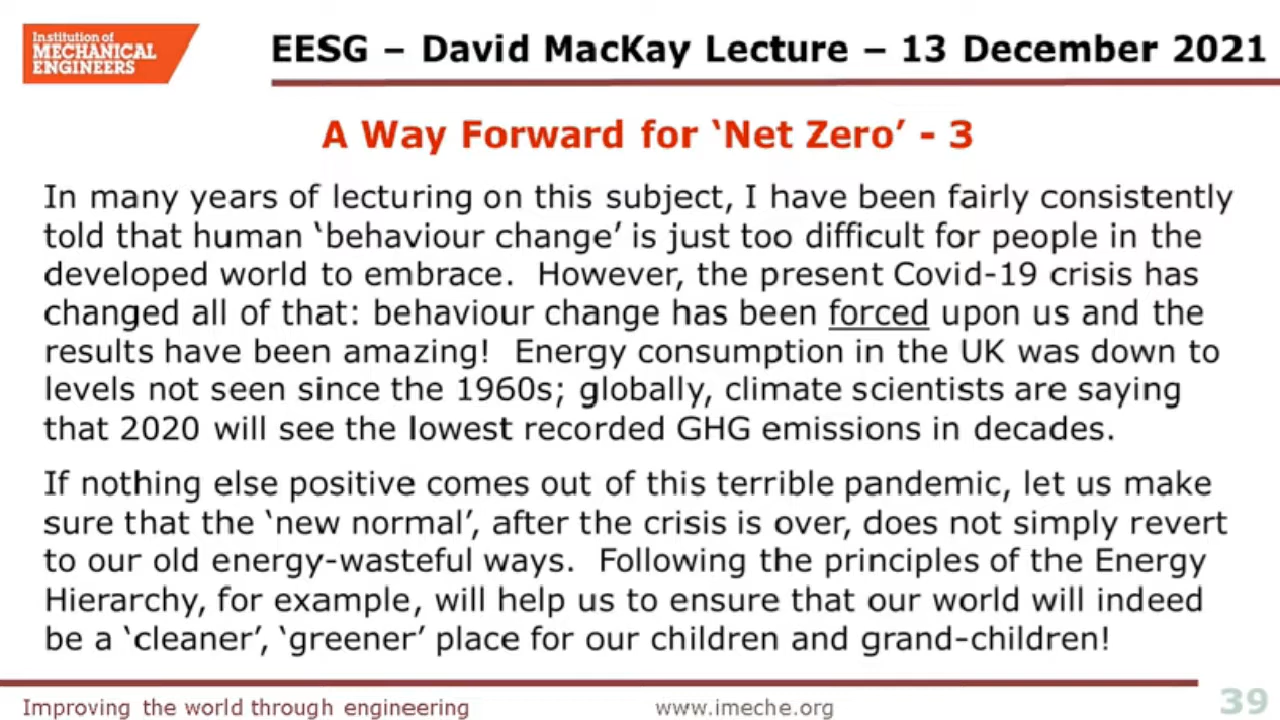 Institution of
MECHANICAL
ENGINEERS
EESG – David MacKay Lecture – 13 December 2021
A Way Forward for ‘Net Zero’ - 3
In many years of lecturing on this subject, I have been fairly consistently
told that human ‘behaviour change’ is just too difficult for people in the
developed world to embrace.  However, the present Covid-19 crisis has
changed all of that: behaviour change has been forced upon us and the
results have been amazing!  Energy consumption in the UK was down to
levels not seen since the 1960s; globally, climate scientists are saying
that 2020 will see the lowest recorded GHG emissions in decades.
If nothing else positive comes out of this terrible pandemic, let us make
sure that the ‘new normal’, after the crisis is over, does not simply revert
to our old energy-wasteful ways.  Following the principles of the Energy
Hierarchy, for example, will help us to ensure that our world will indeed
be a ‘cleaner’, ‘greener’ place for our children and grand-children!
Improving the world through engineering
www.imeche.org
39